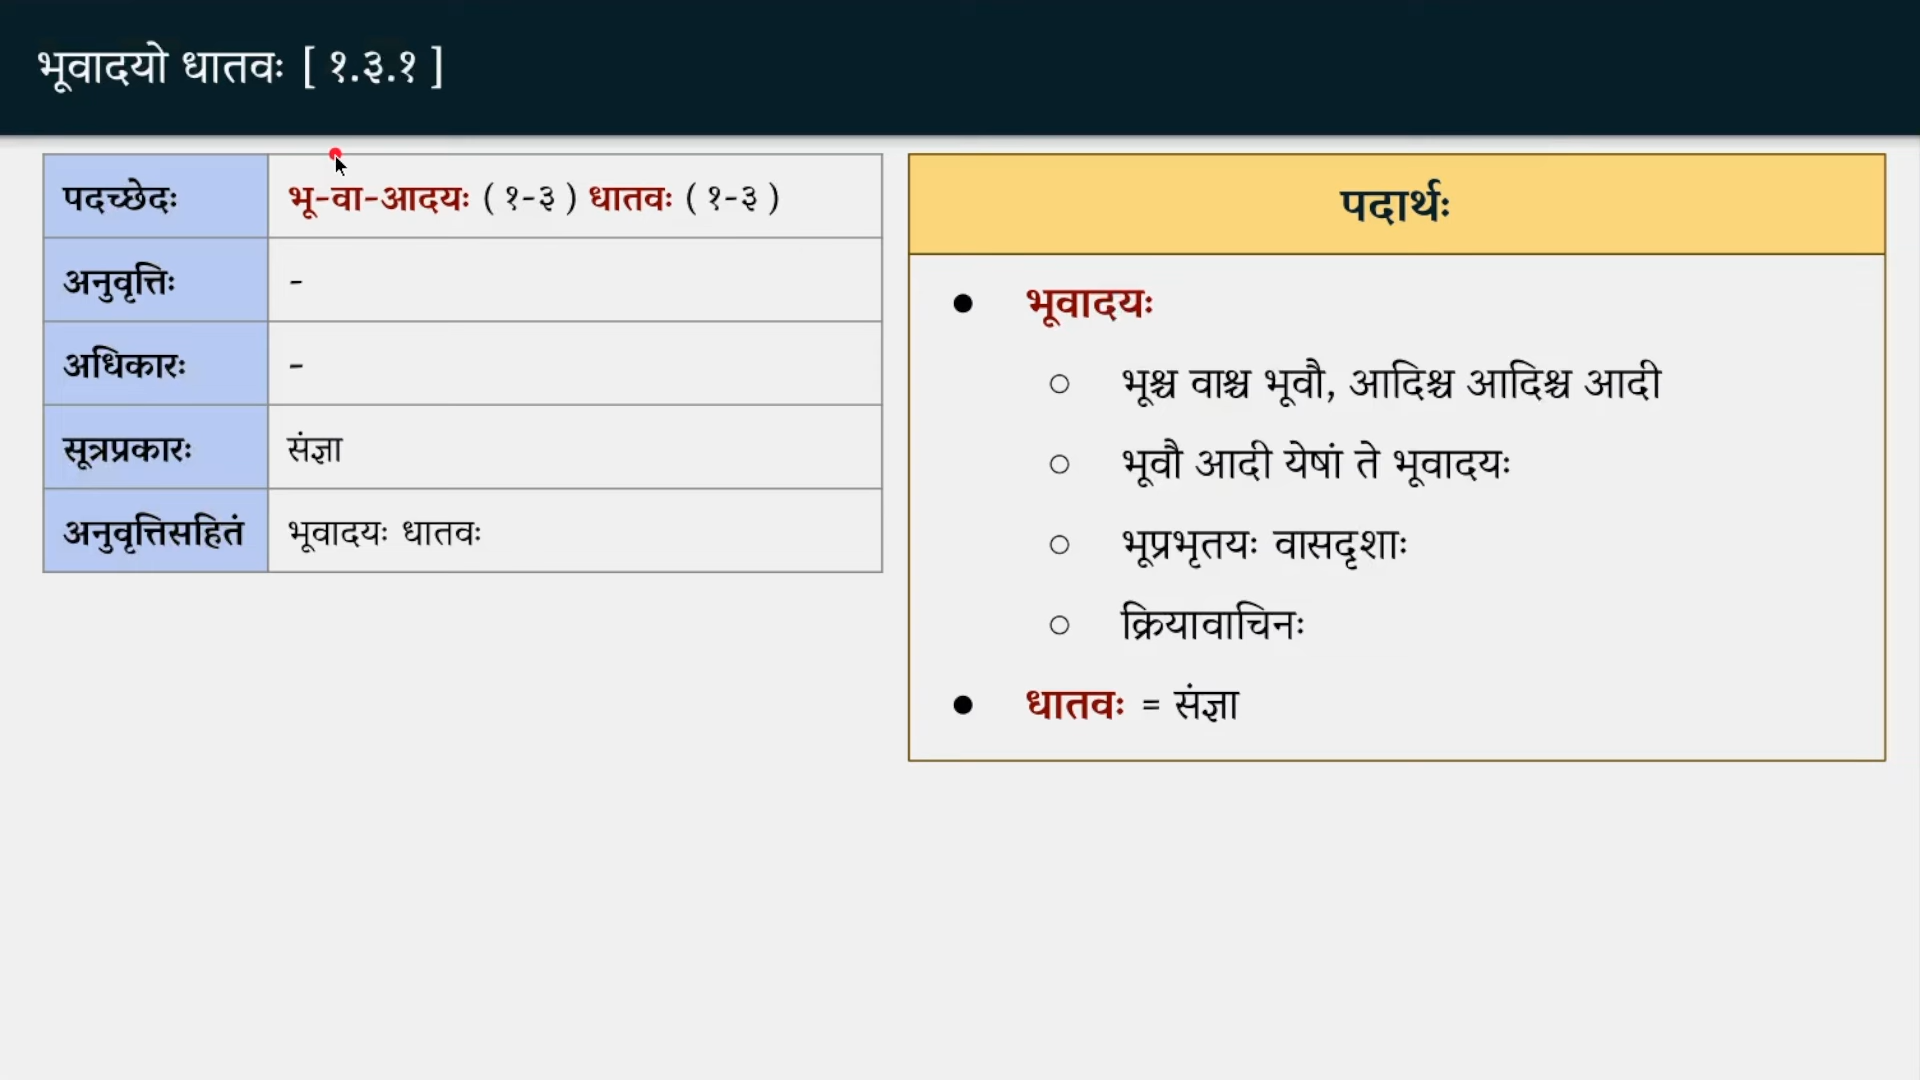 भूवादयो धातवः [ १.३.१ ]
पदच्छेदः भू-वा-आदयः ( १-३ ) धातवः ( १-३ )
अनुवृत्तिः -
अधिकारः -
सूत्रप्रकारः संज्ञा
अनुवृत्तिसहितं भूवादयः धातवः
पदार्थः
● भूवादयः
○ भूश्च वाश्च भूवौ, आदिश्च आदिश्च आदी
○ भूवौ आदी येषां ते भूवादयः
○ भूप्रभृतयः वासदृशाः
○ क्रियावाचिनः
● धातवः = संज्ञा